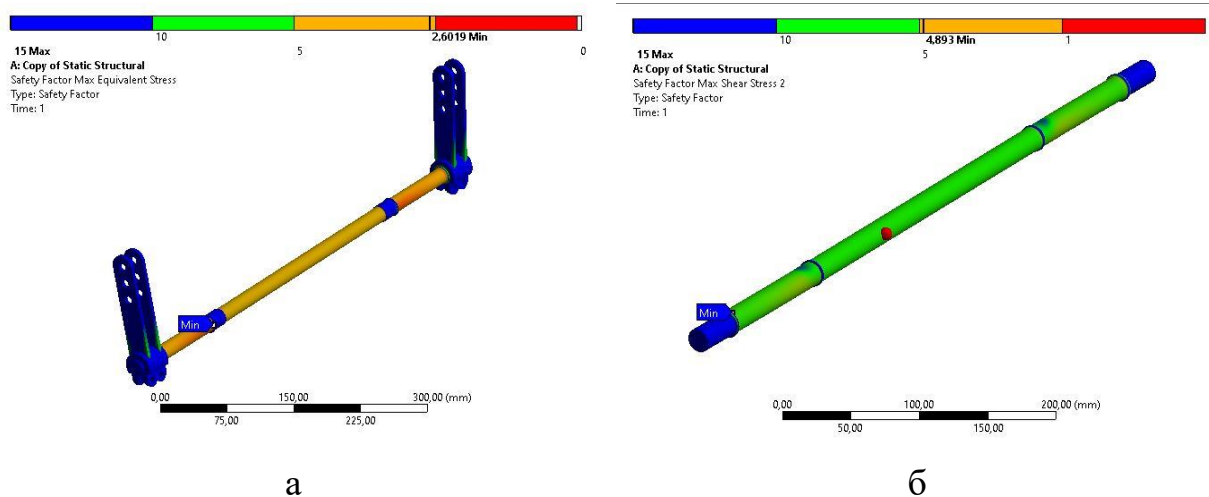 10
5
2,6019 Min
0
15 Max
A: Copy of Static Structural
Safety Factor Max Equivalent Stress
Type: Safety Factor
Time: 1
Min
0,00
150,00
300,00 (mm)
75,00
225,00
а
10
4,893 Min
5
1
15 Max
A: Copy of Static Structural
Safety Factor Max Shear Stress 2
Type: Safety Factor
Time: 1
Min
0,00
100,00
200,00 (mm)
50,00
150,00
б